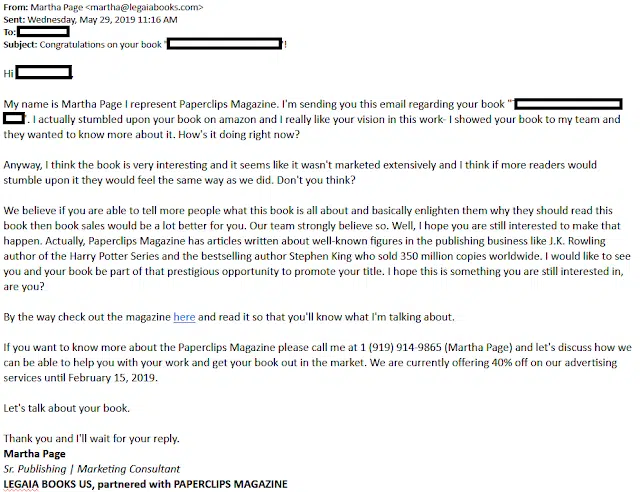 From: Martha Page <martha@legaiabooks.com>
Sent: Wednesday, May 29, 2019 11:16 AM
To:
Subject: Congratulations on your book "                    "!
Hi
My name is Martha Page I represent Paperclips Magazine. I'm sending you this email regarding your book "
". I actually stumbled upon your book on amazon and I really like your vision in this work- I showed your book to my team and
they wanted to know more about it. How's it doing right now?
Anyway, I think the book is very interesting and it seems like it wasn't marketed extensively and I think if more readers would
stumble upon it they would feel the same way as we did. Don't you think?
We believe if you are able to tell more people what this book is all about and basically enlighten them why they should read this
book then book sales would be a lot better for you. Our team strongly believe so. Well, I hope you are still interested to make that
happen. Actually, Paperclips Magazine has articles written about well-known figures in the publishing business like J.K. Rowling
author of the Harry Potter Series and the bestselling author Stephen King who sold 350 million copies worldwide. I would like to see
you and your book be part of that prestigious opportunity to promote your title. I hope this is something you are still interested in,
are you?
By the way check out the magazine here and read it so that you'll know what I'm talking about.
If you want to know more about the Paperclips Magazine please call me at 1 (919) 914-9865 (Martha Page) and let's discuss how we
can be able to help you with your work and get your book out in the market. We are currently offering 40% off on our advertising
services until February 15, 2019.
Let's talk about your book.
Thank you and I'll wait for your reply.
Martha Page
Sr. Publishing | Marketing Consultant
LEGAIA BOOKS US, partnered with PAPERCLIPS MAGAZINE